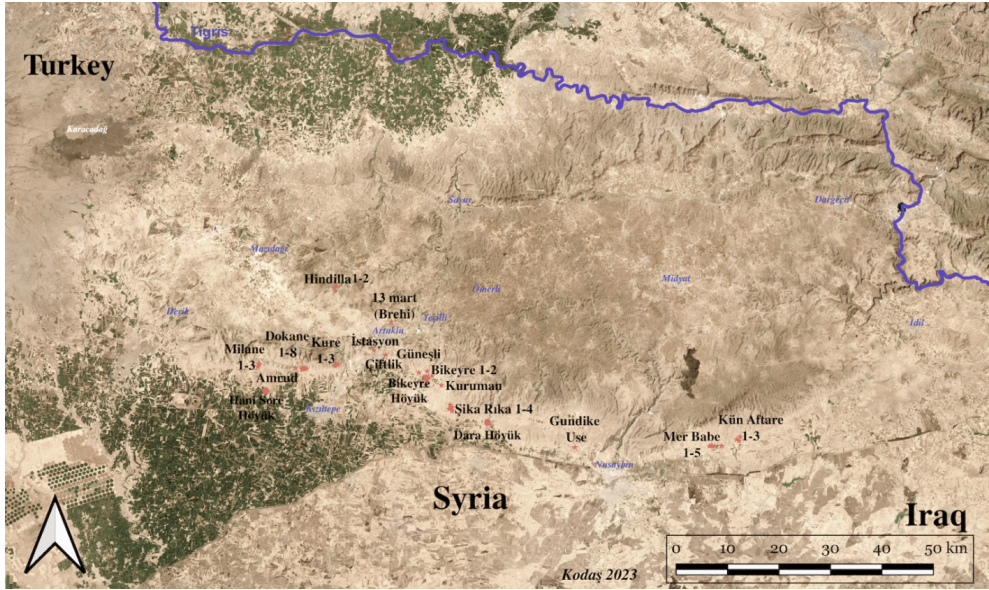 Tigris
Turkey
Karacadağ
Savur
Dargeçit
Mazıdağı
Hindilla 1-2
Midyat
Ömerli
13 mart
(Brehi)
Derik
Yeşilli
Artuklu
İdil
Dokane
1-8
Kure
1-3
İstasyon
Milane
1-3
Güneşli
Çiftlik
Bikeyre 1-2
Amrud
Bikeyre
Höyük
Kuruman
Hani Sore
Höyük
Kızıltepe
Şika Rıka 1-4
Gundike
Use
Kün Aftare
1-3
Dara Höyük
Mer Babe
1-5
Nusaybin
Syria
Iraq
0 10 20 30 40 50 km
Kodaş 2023